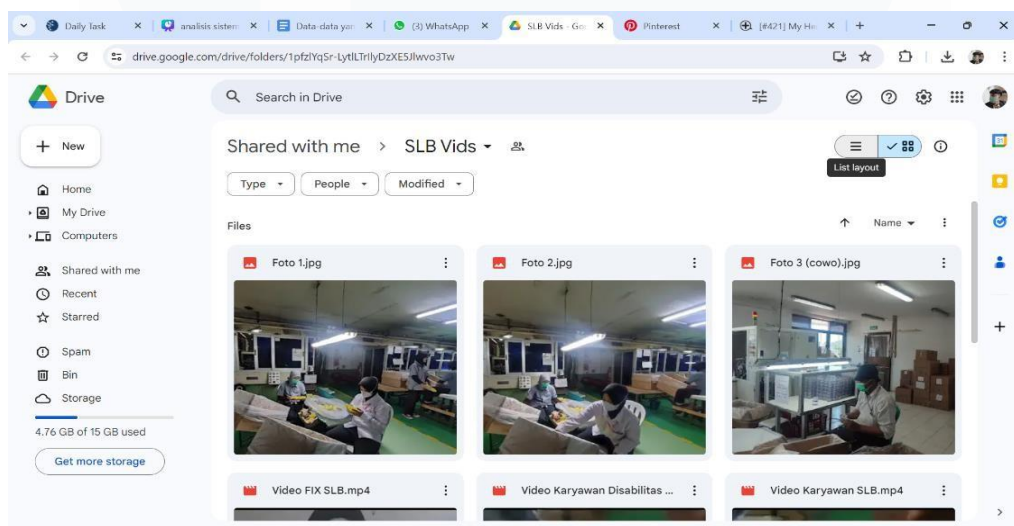 Daily Task
analisis sistem
Data-data yan
(3) WhatsApp
SLB Vids - Goo
Pinterest
[#421] My He
drive.google.com/drive/folders/1pfzlYqSr-LytlLTrIlyDzXE5Jlwvo3Tw
Drive
Search in Drive
New
Home
My Drive
Computers
Shared with me
Recent
Starred
Spam
Bin
Storage
4.76 GB of 15 GB used
Get more storage
Shared with me > SLB Vids
List layout
Type People Modified
Files
Name
Foto 1.jpg
Foto 2.jpg
Foto 3 (cowo).jpg
Video FIX SLB.mp4
Video Karyawan Disabilitas ...
Video Karyawan SLB.mp4
31